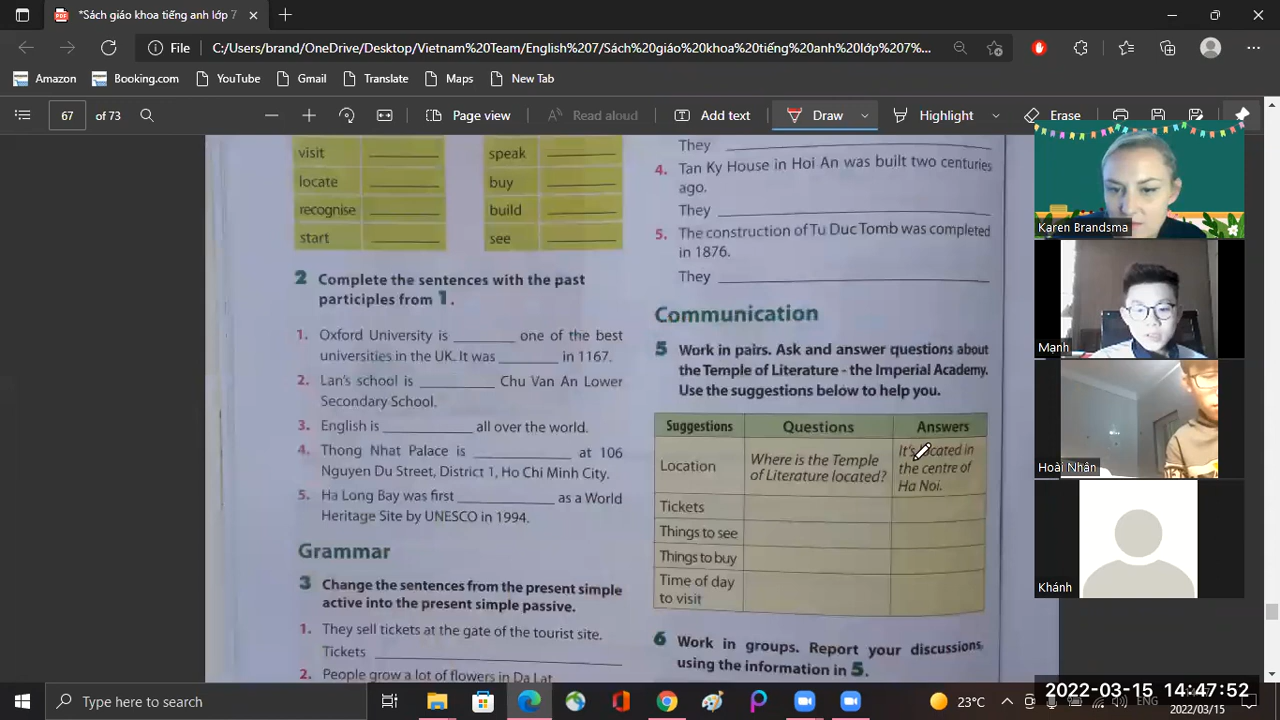 *Sách giáo khoa tiếng anh lớp 7
File
C:/Users/brand/OneDrive/Desktop/Vietnam%20Team/English%207/Sách%20giáo%20khoa%20tiếng%20anh%20lớp%207%...
Amazon
Booking.com
YouTube
Gmail
Translate
Maps
New Tab
67 of 73
Page view
Read aloud
Add text
Draw
Highlight
Erase
visit
locate
recognise
start
speak
buy
build
see
2 Complete the sentences with the past
participles from 1.
1. Oxford University is ________ one of the best
universities in the UK. It was ________ in 1167.
2. Lan's school is ________ Chu Van An Lower
Secondary School.
3. English is ________ all over the world.
4. Thong Nhat Palace is ________ at 106
Nguyen Du Street, District 1, Ho Chi Minh City.
5. Ha Long Bay was first ________ as a World
Heritage Site by UNESCO in 1994.
Grammar
3 Change the sentences from the present simple
active into the present simple passive.
1. They sell tickets at the gate of the tourist site.
Tickets ________
2. People grow a lot of flowers in Da Lat
They ________
4. Tan Ky House in Hoi An was built two centuries
ago.
They ________
5. The construction of Tu Duc Tomb was completed
in 1876.
They ________
Communication
5 Work in pairs. Ask and answer questions about
the Temple of Literature - the Imperial Academy.
Use the suggestions below to help you.
Suggestions Questions Answers
Location
Where is the Temple
of Literature located?
It's located in
the centre of
Ha Noi.
Tickets
Things to see
Things to buy
Time of day
to visit
6 Work in groups. Report your discussions
using the information in 5.
Karen Brandsma
Mạnh
Hoài Nhân
Khánh
Type here to search
23°C
ENG
2022-03-15 14:47:52
2022/03/15